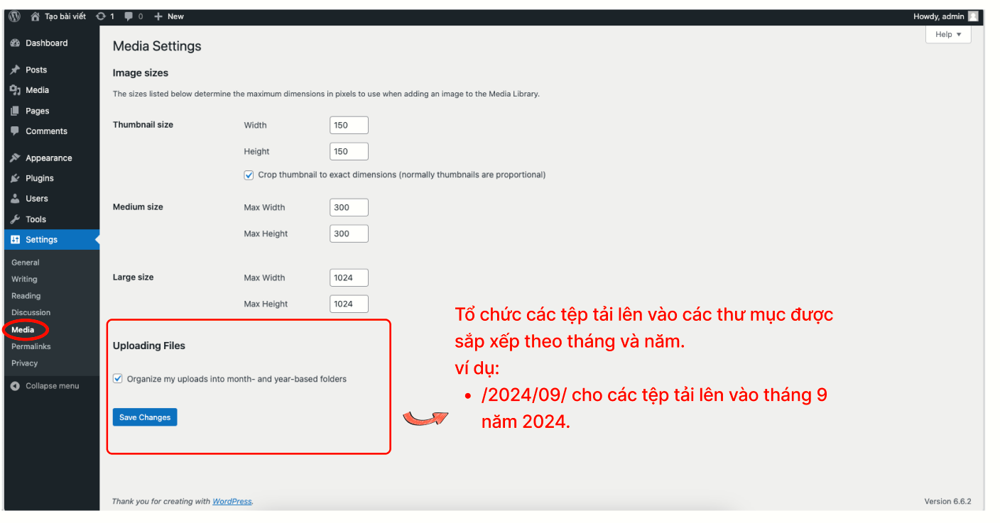 Tạo bài viết 1 0 + New Howdy, admin
Help ▼
Dashboard
Posts
Media
Pages
Comments
Appearance
Plugins
Users
Tools
Settings
General
Writing
Reading
Discussion
Media
Permalinks
Privacy
Collapse menu
Media Settings
Image sizes
The sizes listed below determine the maximum dimensions in pixels to use when adding an image to the Media Library.
Thumbnail size Width 150
Height 150
Crop thumbnail to exact dimensions (normally thumbnails are proportional)
Medium size Max Width 300
Max Height 300
Large size Max Width 1024
Max Height 1024
Uploading Files
Organize my uploads into month- and year-based folders
Save Changes
Tổ chức các tệp tải lên vào các thư mục được
sắp xếp theo tháng và năm.
ví dụ:
• /2024/09/ cho các tệp tải lên vào tháng 9
năm 2024.
Thank you for creating with WordPress. Version 6.6.2